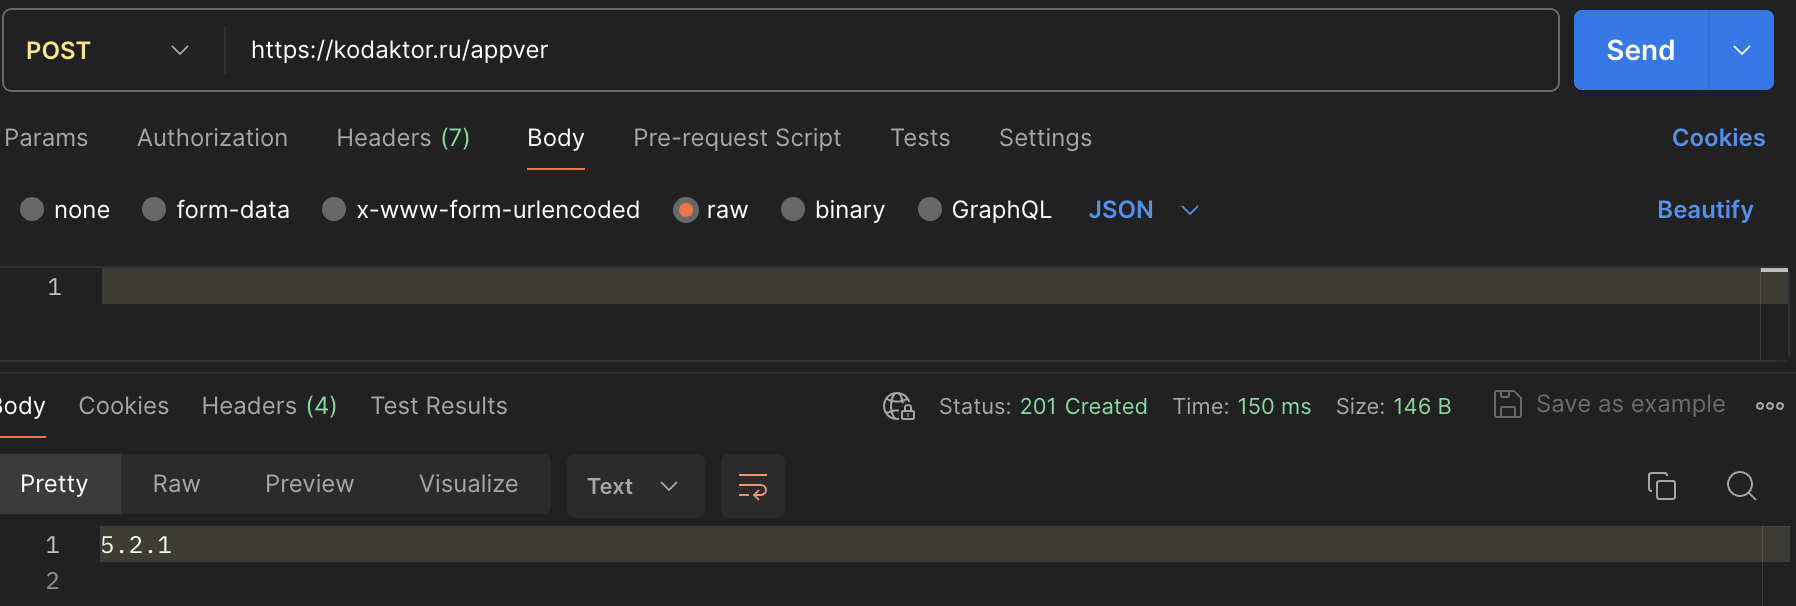 POST https://kodaktor.ru/appver Send
Params Authorization Headers (7) Body Pre-request Script Tests Settings Cookies
none form-data x-www-form-urlencoded raw binary GraphQL JSON Beautify
1
Body Cookies Headers (4) Test Results Status: 201 Created Time: 150 ms Size: 146 B Save as example
Pretty Raw Preview Visualize Text
1 5.2.1
2